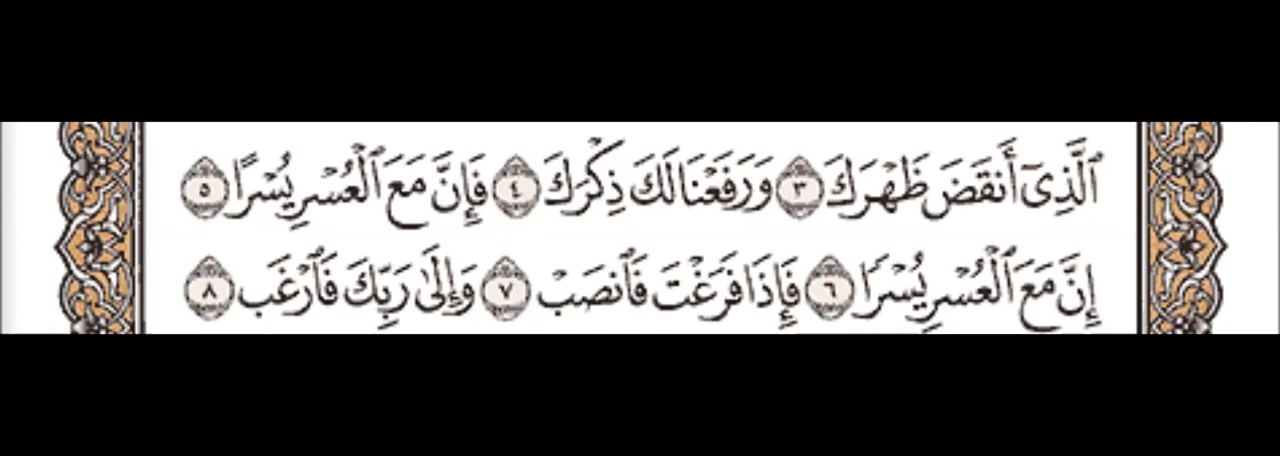 ٱلَّذِىٓ أَنقَضَ ظَهْرَكَ ٣ وَرَفَعْنَا لَكَ ذِكْرَكَ ٤ فَإِنَّ مَعَ ٱلْعُسْرِ يُسْرًا ٥
إِنَّ مَعَ ٱلْعُسْرِ يُسْرًا ٦ فَإِذَا فَرَغْتَ فَٱنصَبْ ٧ وَإِلَىٰ رَبِّكَ فَٱرْغَب ٨